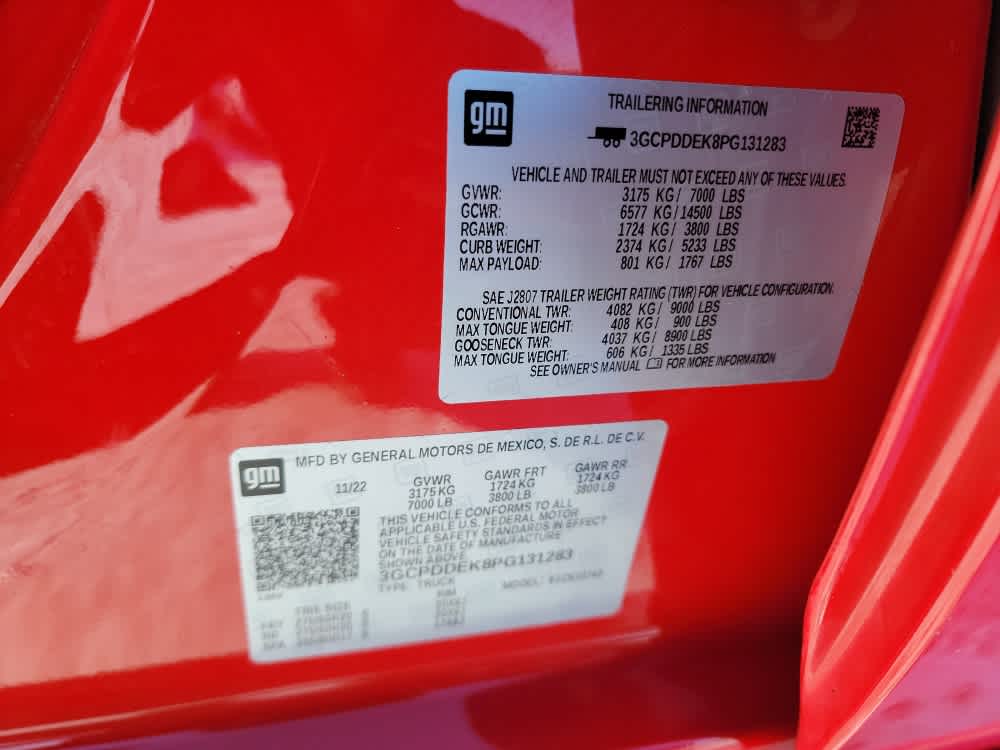 gm
TRAILERING INFORMATION
3GCPDDEK8PG131283
VEHICLE AND TRAILER MUST NOT EXCEED ANY OF THESE VALUES.
GVWR: 3175 KG/ 7000 LBS
GCWR: 6577 KG/14500 LBS
RGAWR: 1724 KG/ 3800 LBS
CURB WEIGHT: 2374 KG/ 5233 LBS
MAX PAYLOAD: 801 KG/ 1767 LBS
SAE J2807 TRAILER WEIGHT RATING (TWR) FOR VEHICLE CONFIGURATION.
CONVENTIONAL TWR: 4082 KG/ 9000 LBS
MAX TONGUE WEIGHT: 408 KG/ 900 LBS
GOOSENECK TWR: 4037 KG/ 8900 LBS
MAX TONGUE WEIGHT: 606 KG/ 1335 LBS
SEE OWNER'S MANUAL FOR MORE INFORMATION
gm
MFD BY GENERAL MOTORS DE MEXICO, S. DE R.L. DE C.V.
11/22 GVWR GAWR FRT GAWR RR
3175 KG 1724 KG 1724 KG
7000 LB 3800 LB 3800 LB
THIS VEHICLE CONFORMS TO ALL
APPLICABLE U.S. FEDERAL MOTOR
VEHICLE SAFETY STANDARDS IN EFFECT
ON THE DATE OF MANUFACTURE
SHOWN ABOVE.
3GCPDDEK8PG131283
TYPE: TRUCK MODEL:
TIRE SIZE RIM